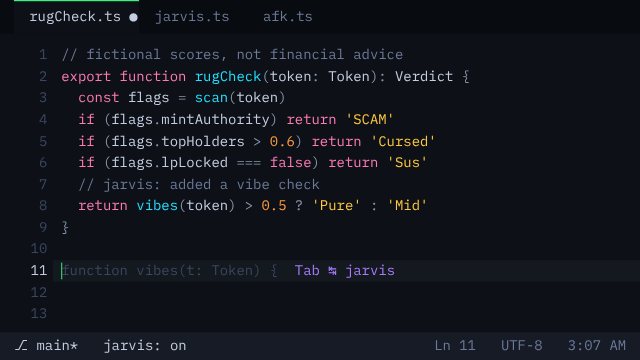 rugCheck.ts ● jarvis.ts afk.ts
1 // fictional scores, not financial advice
2 export function rugCheck(token: Token): Verdict {
3 const flags = scan(token)
4 if (flags.mintAuthority) return 'SCAM'
5 if (flags.topHolders > 0.6) return 'Cursed'
6 if (flags.lpLocked === false) return 'Sus'
7 // jarvis: added a vibe check
8 return vibes(token) > 0.5 ? 'Pure' : 'Mid'
9 }
10
11 function vibes(t: Token) { Tab ↹ jarvis
12
13
⎇ main* jarvis: on Ln 11 UTF-8 3:07 AM